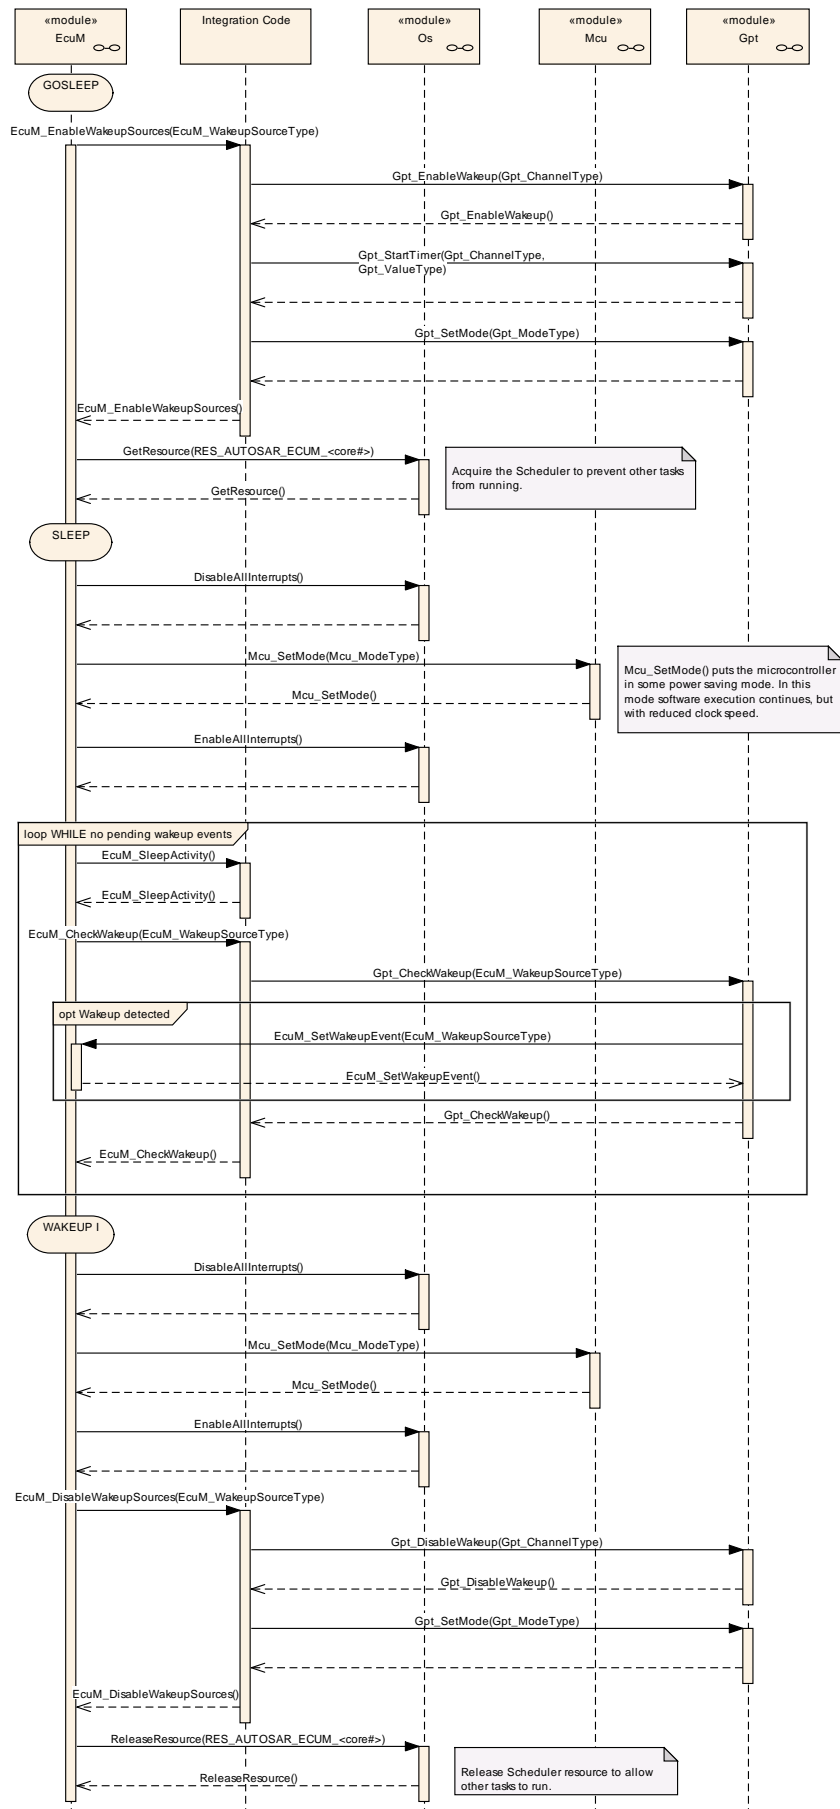 «module»
EcuM
Integration Code
«module»
Os
«module»
Mcu
«module»
Gpt
GOSLEEP
EcuM_EnableWakeupSources(EcuM_WakeupSourceType)
Gpt_EnableWakeup(Gpt_ChannelType)
Gpt_EnableWakeup()
Gpt_StartTimer(Gpt_ChannelType,
Gpt_ValueType)
Gpt_SetMode(Gpt_ModeType)
EcuM_EnableWakeupSources()
GetResource(RES_AUTOSAR_ECUM_<core#>)
Acquire the Scheduler to prevent other tasks
from running.
GetResource()
SLEEP
DisableAllInterrupts()
Mcu_SetMode(Mcu_ModeType)
Mcu_SetMode() puts the microcontroller
in some power saving mode. In this
mode software execution continues, but
with reduced clock speed.
Mcu_SetMode()
EnableAllInterrupts()
loop WHILE no pending wakeup events
EcuM_SleepActivity()
EcuM_SleepActivity()
EcuM_CheckWakeup(EcuM_WakeupSourceType)
Gpt_CheckWakeup(EcuM_WakeupSourceType)
opt Wakeup detected
EcuM_SetWakeupEvent(EcuM_WakeupSourceType)
EcuM_SetWakeupEvent()
Gpt_CheckWakeup()
EcuM_CheckWakeup()
WAKEUP I
DisableAllInterrupts()
Mcu_SetMode(Mcu_ModeType)
Mcu_SetMode()
EnableAllInterrupts()
EcuM_DisableWakeupSources(EcuM_WakeupSourceType)
Gpt_DisableWakeup(Gpt_ChannelType)
Gpt_DisableWakeup()
Gpt_SetMode(Gpt_ModeType)
EcuM_DisableWakeupSources()
ReleaseResource(RES_AUTOSAR_ECUM_<core#>)
Release Scheduler resource to allow
other tasks to run.
ReleaseResource()